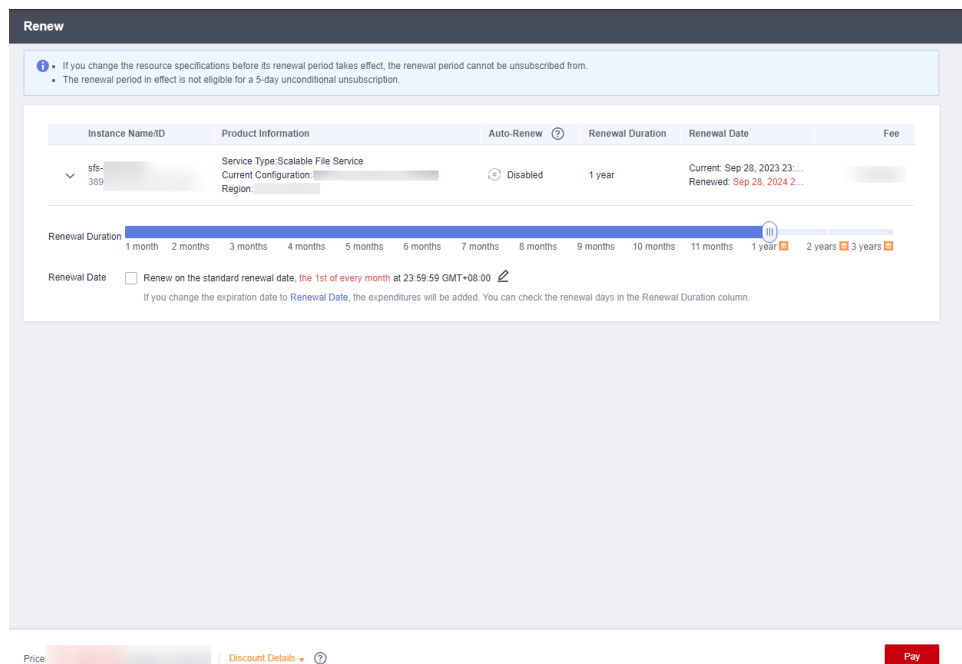 Renew
If you change the resource specifications before its renewal period takes effect, the renewal period cannot be unsubscribed from.
The renewal period in effect is not eligible for a 5-day unconditional unsubscription.
Instance Name/ID Product Information Auto-Renew ? Renewal Duration Renewal Date Fee
sfs-
389
Service Type:Scalable File Service
Current Configuration:
Region:
Disabled
1 year
Current: Sep 28, 2023 23:...
Renewed: Sep 28, 2024 2...
Renewal Duration
1 month 2 months 3 months 4 months 5 months 6 months 7 months 8 months 9 months 10 months 11 months 1 year 2 years 3 years
Renewal Date Renew on the standard renewal date, the 1st of every month at 23:59:59 GMT+08:00
If you change the expiration date to Renewal Date, the expenditures will be added. You can check the renewal days in the Renewal Duration column.
Price: Discount Details ? Pay